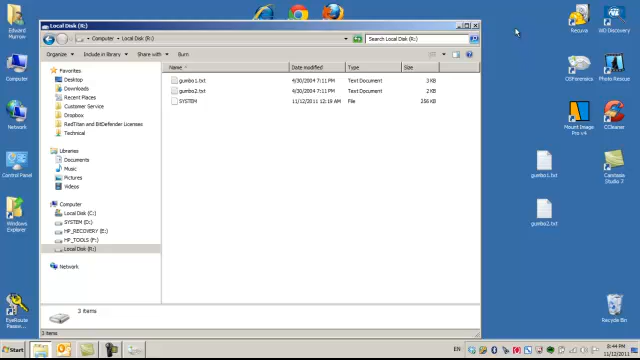 Edward Murrow
Computer
Network
Control Panel
Windows Explorer
EyeRoute Passwo...
Local Disk (R:)
Computer
Local Disk (R:)
Search Local Disk (R:)
Organize
Include in library
Share with
Burn
Favorites
Desktop
Downloads
Recent Places
Customer Service
Dropbox
RedTitan and BitDefender Licenses
Technical
Libraries
Documents
Music
Pictures
Videos
Computer
Local Disk (C:)
SYSTEM (D:)
HP_RECOVERY (E:)
HP_TOOLS (F:)
Local Disk (R:)
Network
Name
Date modified
Type
Size
gumbo1.txt
4/30/2004 7:11 PM
Text Document
3 KB
gumbo2.txt
4/30/2004 7:11 PM
Text Document
2 KB
SYSTEM
11/12/2011 12:19 AM
File
256 KB
3 items
3 items
Recuva
OSForensics
Mount Image Pro v4
gumbo1.txt
gumbo2.txt
Photo Rescue
CCleaner
Camtasia Studio 7
Recycle Bin
Start
EN
8:44 PM
11/12/2011